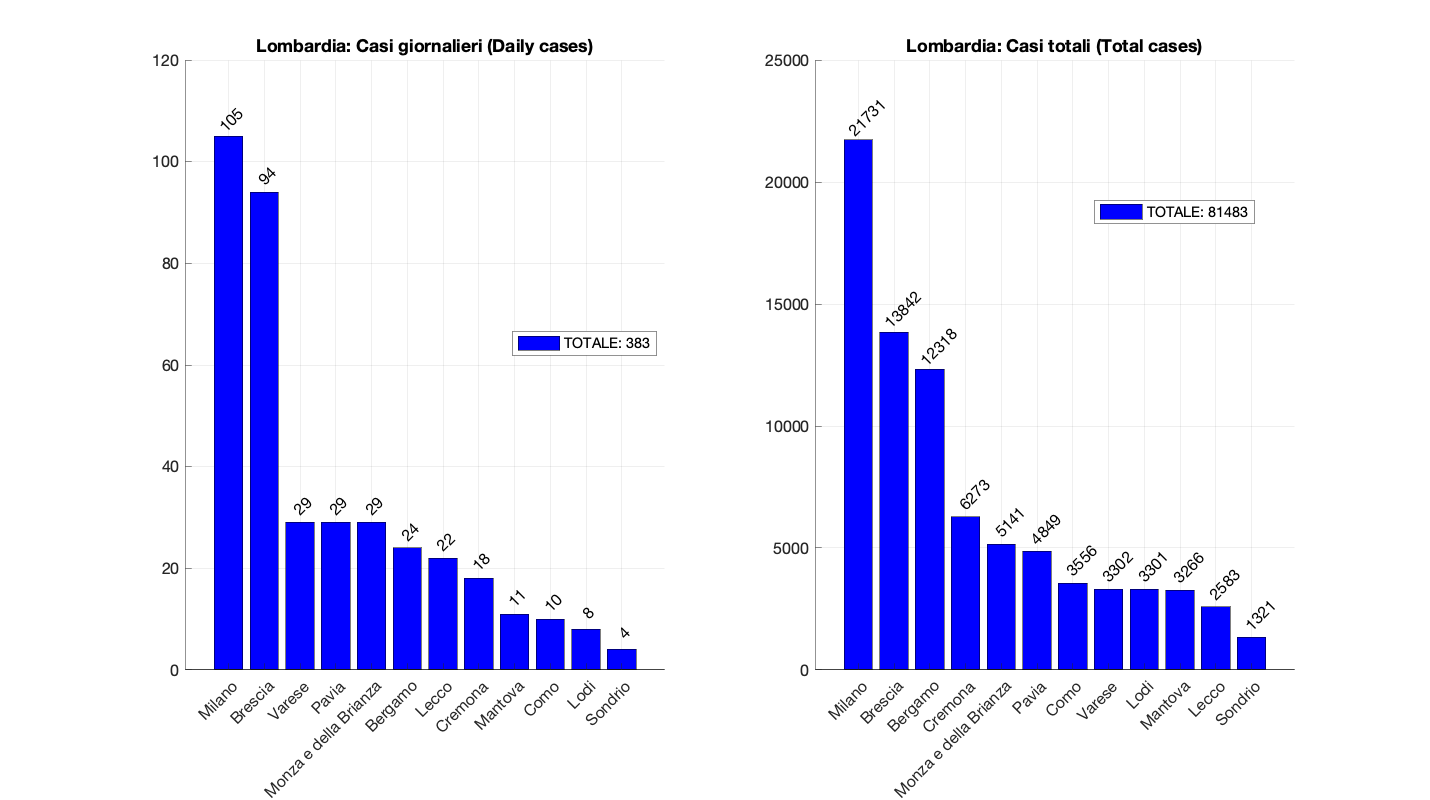 Lombardia: Casi giornalieri (Daily cases)
120
100
80
60
40
20
0
105
94
29
29
29
24
22
18
11
10
8
4
TOTALE: 383
Milano
Brescia
Varese
Pavia
Monza e della Brianza
Bergamo
Lecco
Cremona
Mantova
Como
Lodi
Sondrio
Lombardia: Casi totali (Total cases)
25000
20000
15000
10000
5000
0
21731
13842
12318
6273
5141
4849
3556
3302
3301
3266
2583
1321
TOTALE: 81483
Milano
Brescia
Bergamo
Cremona
Monza e della Brianza
Pavia
Como
Varese
Lodi
Mantova
Lecco
Sondrio